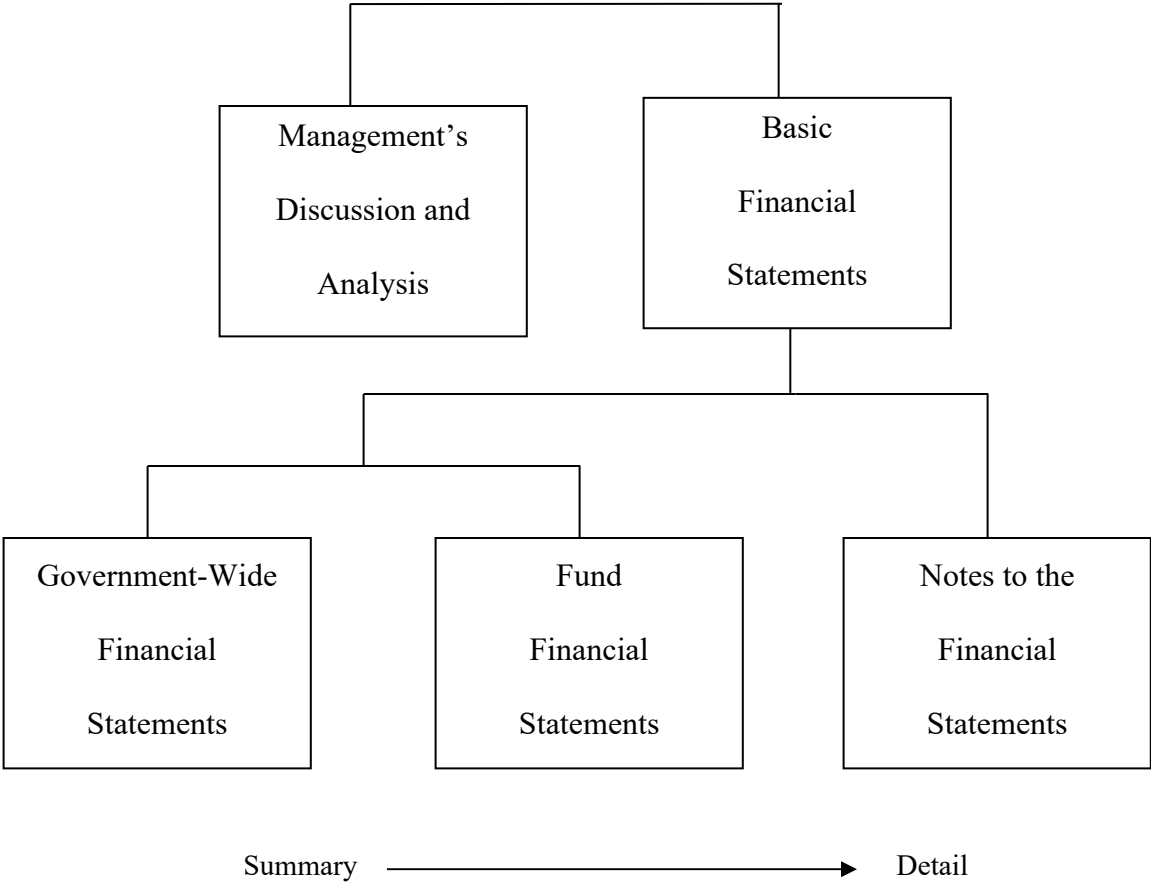 Management’s
Discussion and
Analysis
Basic
Financial
Statements
Government-Wide
Financial
Statements
Fund
Financial
Statements
Notes to the
Financial
Statements
Summary
Detail